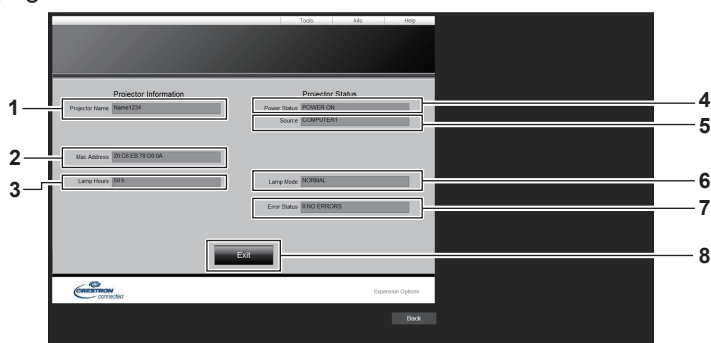 Tools Info Help
Projector Information Projector Status
1 Projector Name Name1234 Power Status POWER ON 4
Source COMPUTER1 5
2 Mac Address 20:C6:EB:78:D6:0A
3 Lamp Hours 50 h Lamp Mode NORMAL 6
Error Status 0:NO ERRORS 7
Exit 8
CRESTRON connected Expansion Options
Back